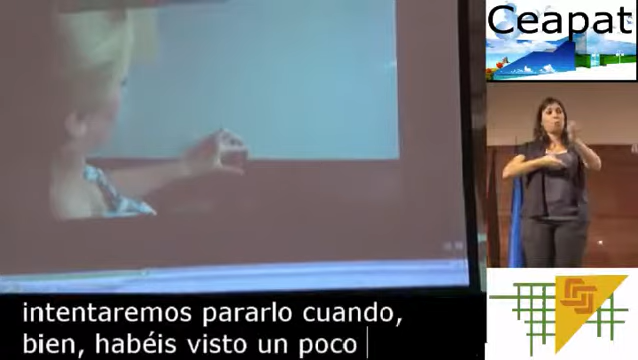 Ceapat
intentaremos pararlo cuando,
bien, habéis visto un poco